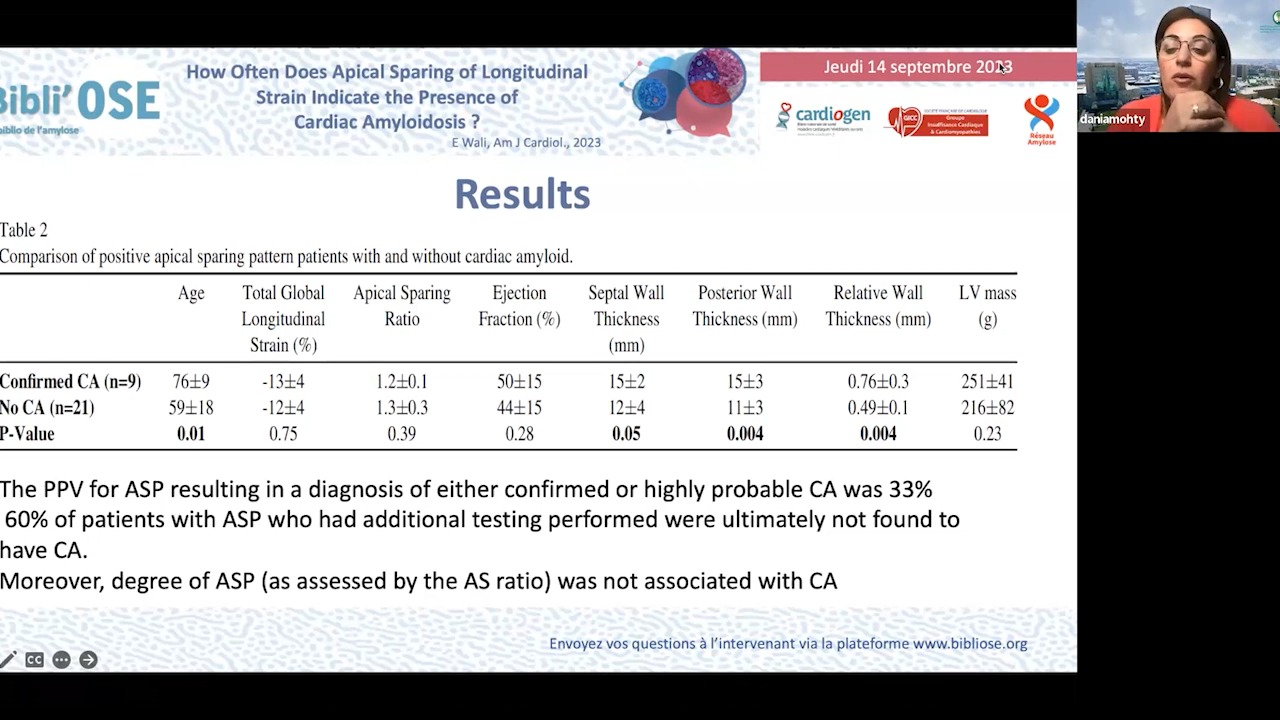 Bibli'OSE
biblio de l'amylose
How Often Does Apical Sparing of Longitudinal
Strain Indicate the Presence of
Cardiac Amyloidosis ?
E Wali, Am J Cardiol., 2023
Jeudi 14 septembre 2023
cardiogen
GICC
SOCIÉTÉ FRANÇAISE DE CARDIOLOGIE
Groupe
Insuffisance Cardiaque
& Cardiomyopathies
Réseau
Amylose
daniamohty
Results
Table 2
Comparison of positive apical sparing pattern patients with and without cardiac amyloid.
Age Total Global Longitudinal Strain (%) Apical Sparing Ratio Ejection Fraction (%) Septal Wall Thickness (mm) Posterior Wall Thickness (mm) Relative Wall Thickness (mm) LV mass (g)
Confirmed CA (n=9) 76±9 -13±4 1.2±0.1 50±15 15±2 15±3 0.76±0.3 251±41
No CA (n=21) 59±18 -12±4 1.3±0.3 44±15 12±4 11±3 0.49±0.1 216±82
P-Value 0.01 0.75 0.39 0.28 0.05 0.004 0.004 0.23
The PPV for ASP resulting in a diagnosis of either confirmed or highly probable CA was 33%
60% of patients with ASP who had additional testing performed were ultimately not found to
have CA.
Moreover, degree of ASP (as assessed by the AS ratio) was not associated with CA
Envoyez vos questions à l'intervenant via la plateforme www.bibliose.org
CC